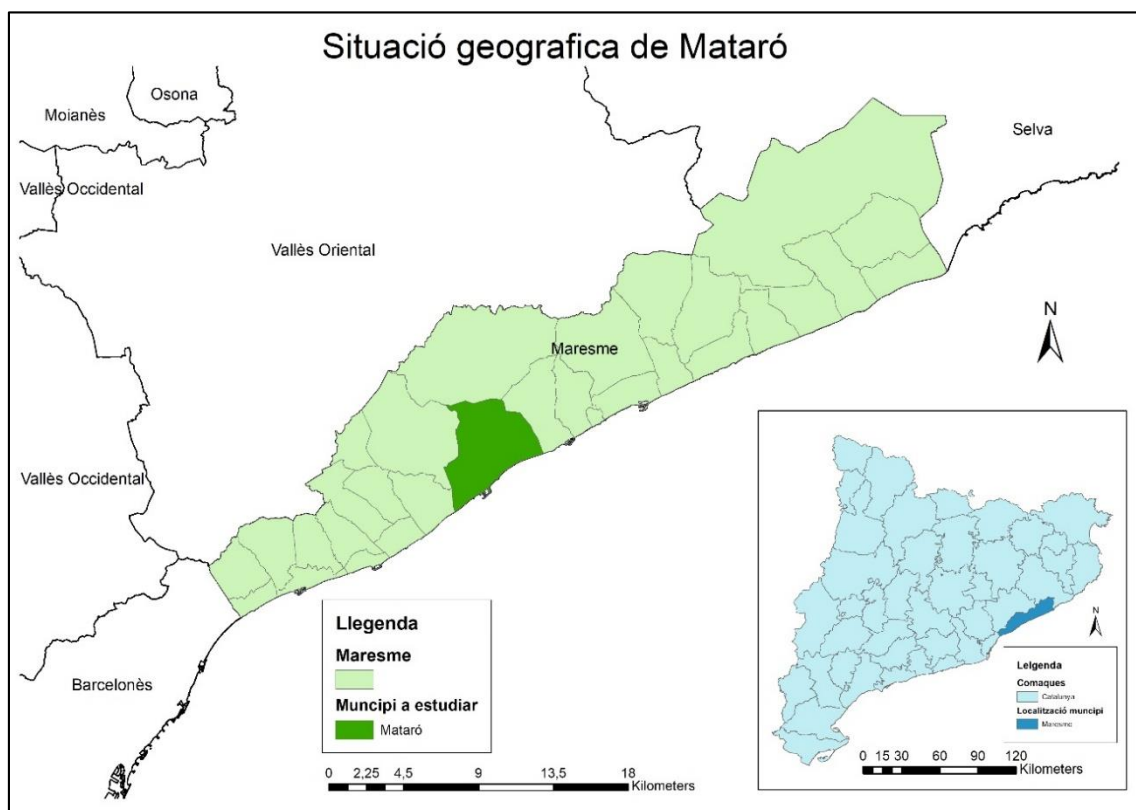 Situació geografica de Mataró
Osona
Moianès
Selva
Vallès Occidental
Vallès Oriental
N
Maresme
Vallès Occidental
Barcelonès
Llegenda
Maresme
Muncipi a estudiar
Mataró
0 2,25 4,5 9 13,5 18
Kilometers
N
Lelgenda
Comaques
Catalunya
Localització muncipi
Maresme
0 15 30 60 90 120
Kilometers